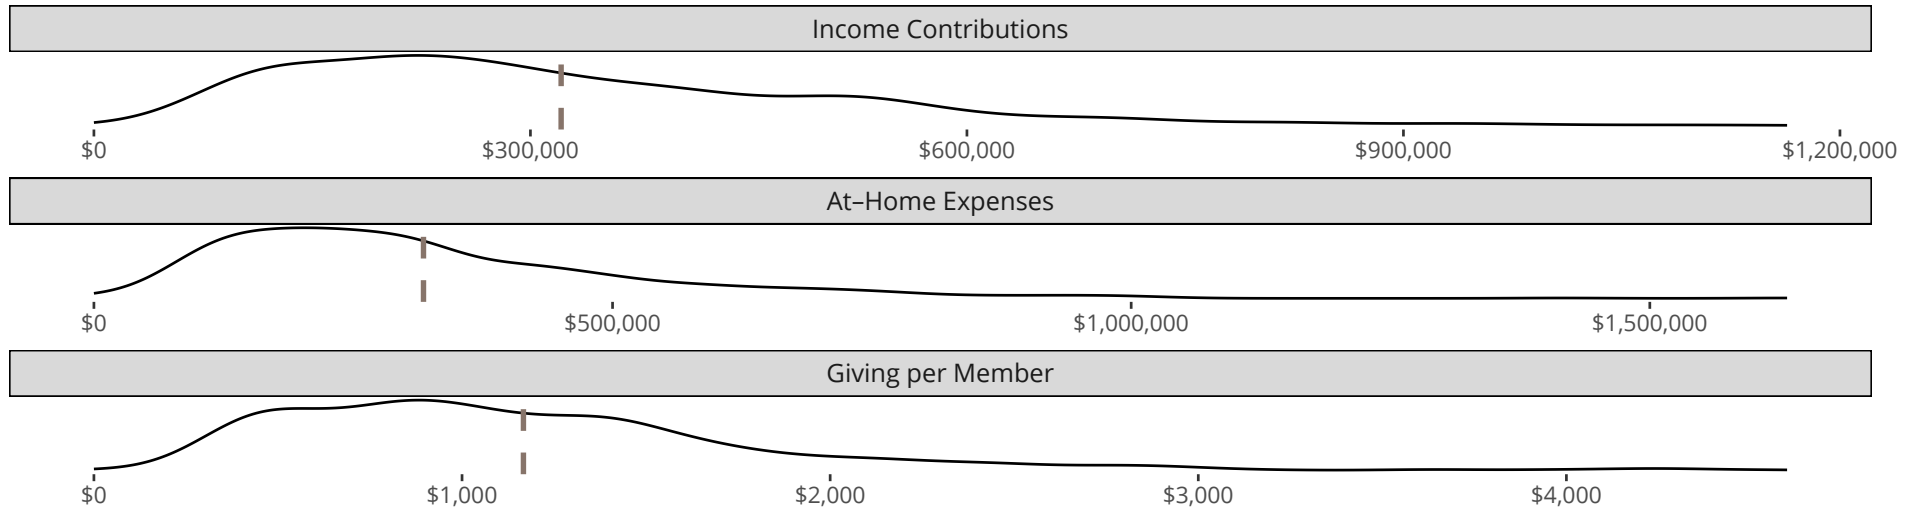 Income Contributions
$0 $300,000 $600,000 $900,000 $1,200,000
At–Home Expenses
$0 $500,000 $1,000,000 $1,500,000
Giving per Member
$0 $1,000 $2,000 $3,000 $4,000